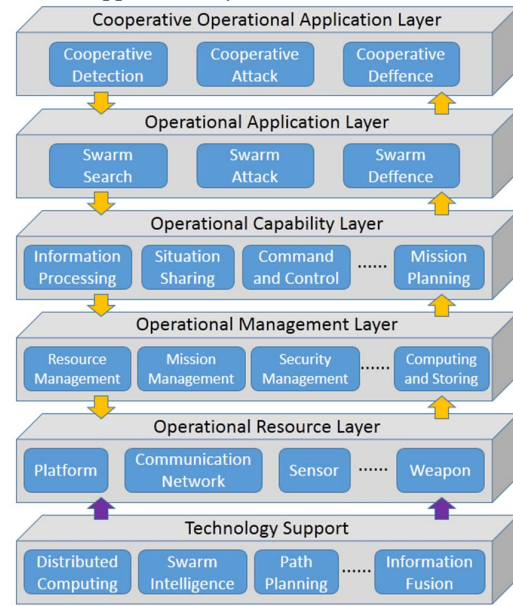 Cooperative Operational Application Layer
Cooperative Detection
Cooperative Attack
Cooperative Deffence
Operational Application Layer
Swarm Search
Swarm Attack
Swarm Deffence
Operational Capability Layer
Information Processing
Situation Sharing
Command and Control
......
Mission Planning
Operational Management Layer
Resource Management
Mission Management
Security Management
......
Computing and Storing
Operational Resource Layer
Platform
Communication Network
Sensor
......
Weapon
Technology Support
Distributed Computing
Swarm Intelligence
Path Planning
......
Information Fusion